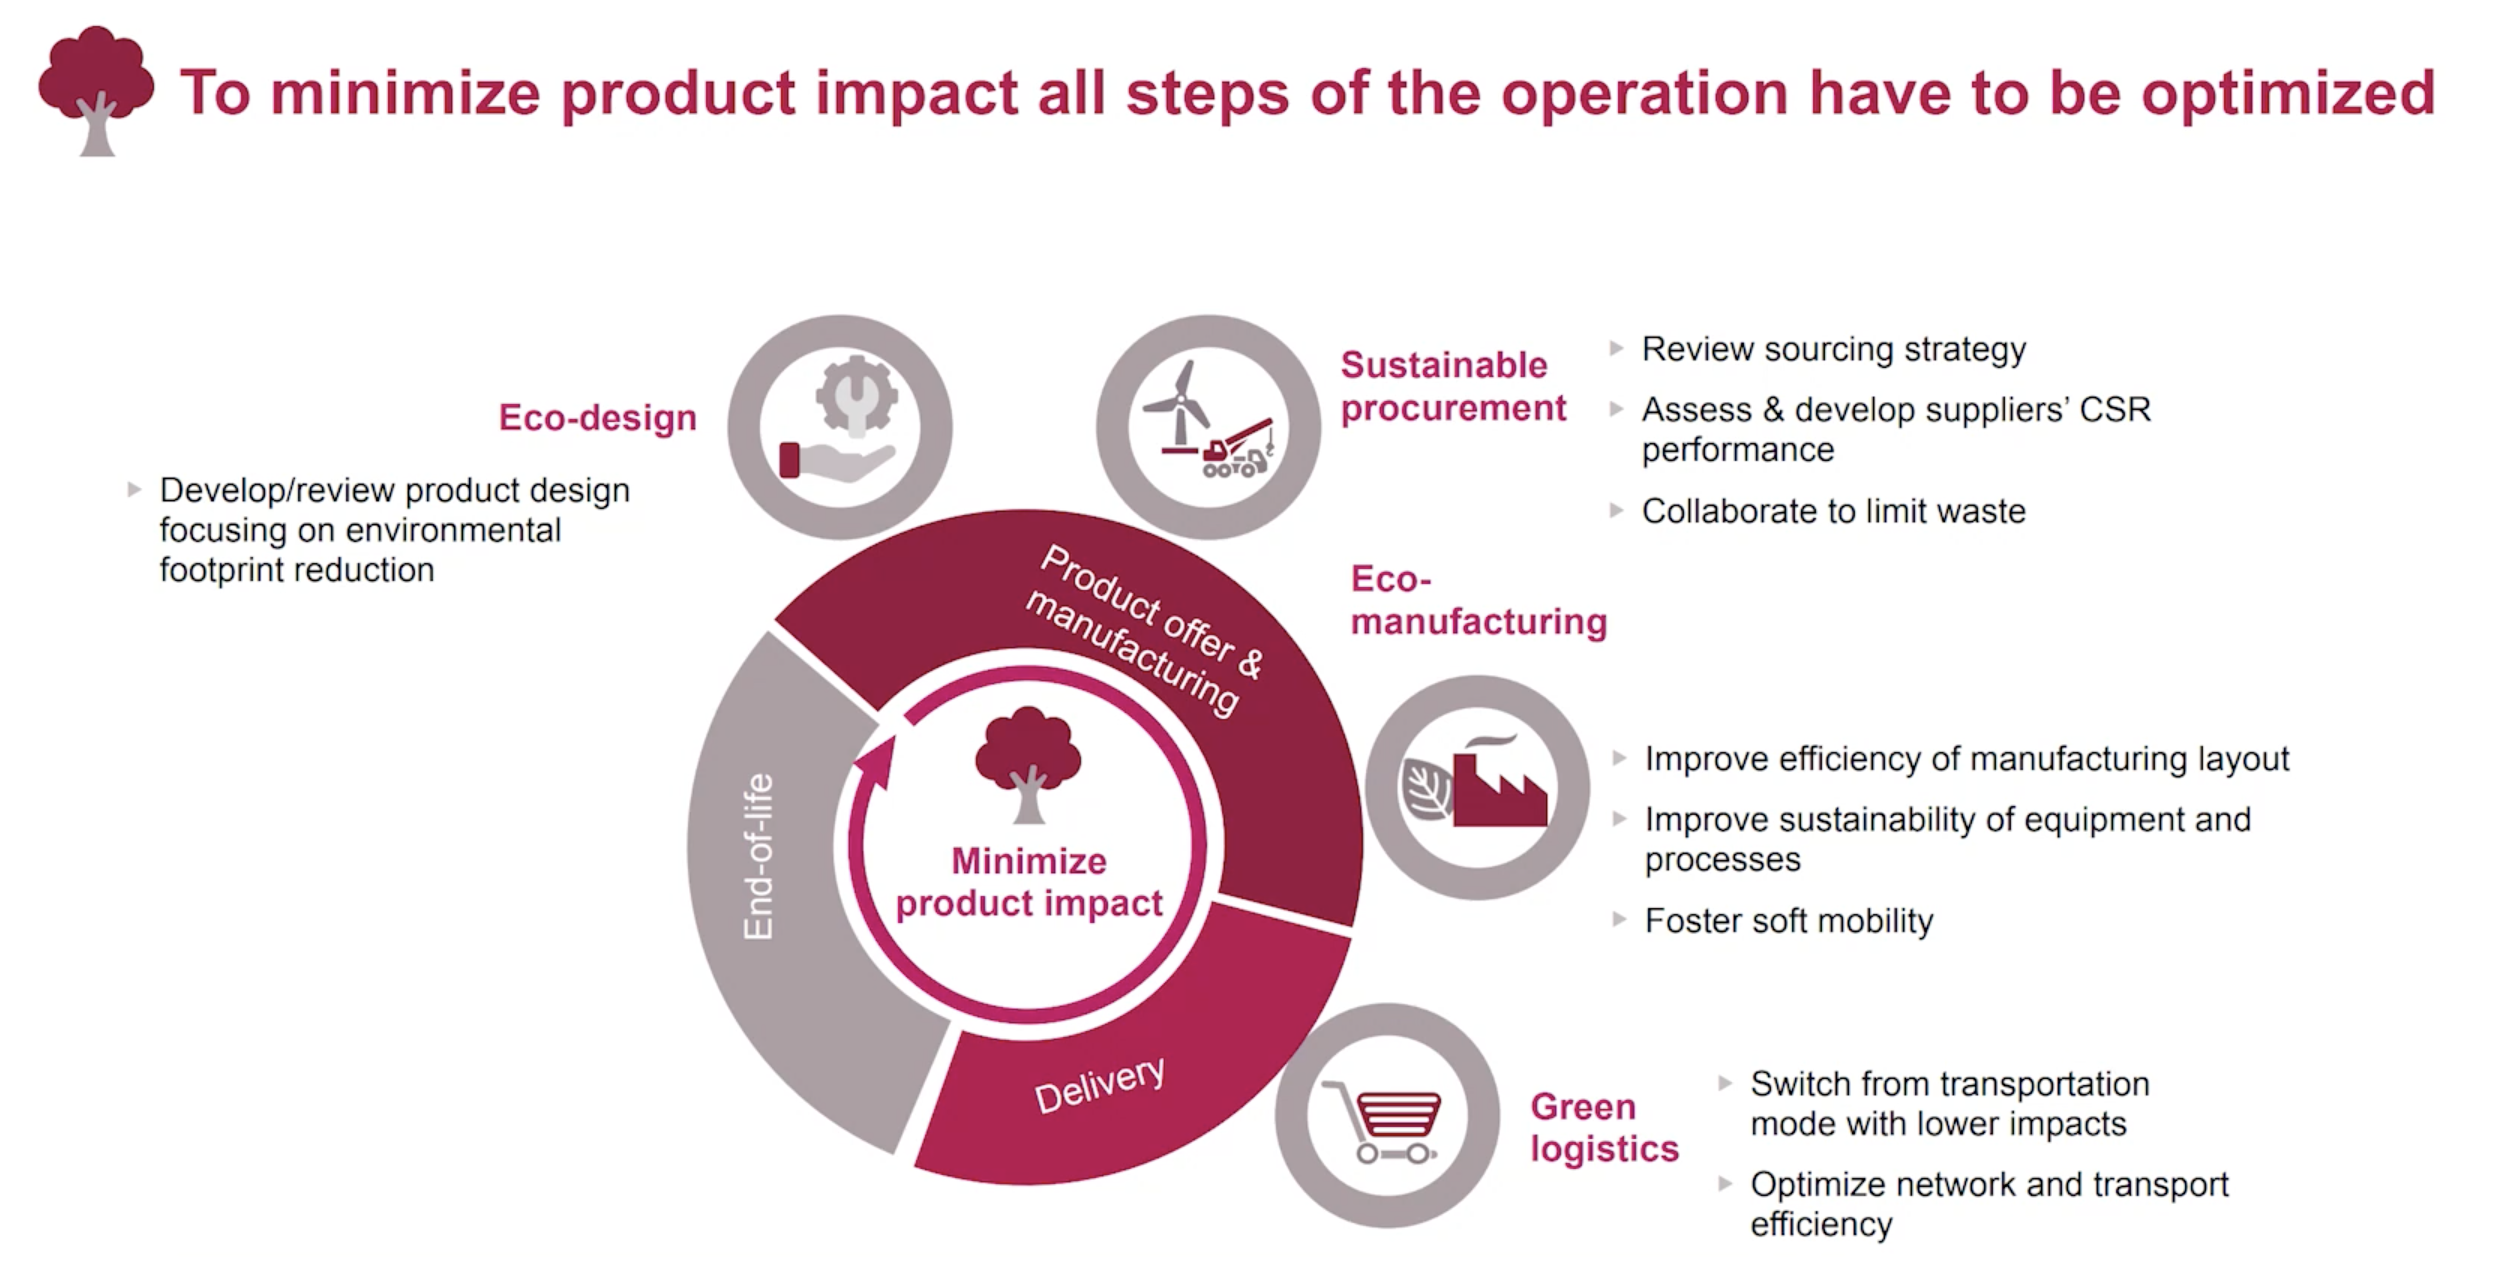 To minimize product impact all steps of the operation have to be optimized
Eco-design
Develop/review product design
focusing on environmental
footprint reduction
Sustainable
procurement
Review sourcing strategy
Assess & develop suppliers’ CSR
performance
Collaborate to limit waste
Eco-
manufacturing
Improve efficiency of manufacturing layout
Improve sustainability of equipment and
processes
Foster soft mobility
Green
logistics
Switch from transportation
mode with lower impacts
Optimize network and transport
efficiency
Product offer &
manufacturing
Delivery
End-of-life
Minimize
product impact